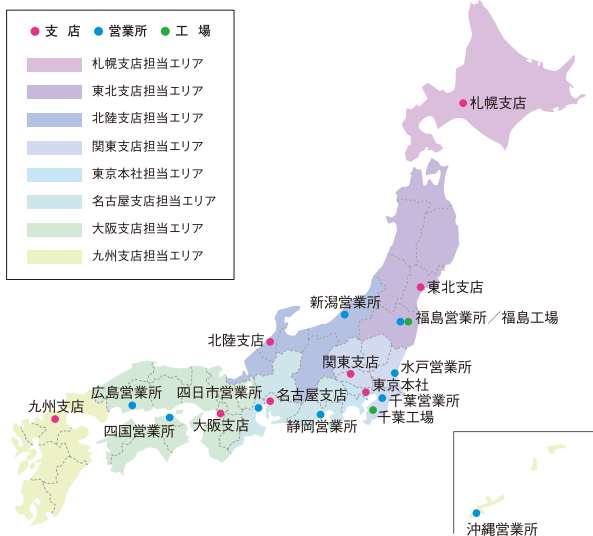 支 店
営業所
工 場
札幌支店担当エリア
東北支店担当エリア
北陸支店担当エリア
関東支店担当エリア
東京本社担当エリア
名古屋支店担当エリア
大阪支店担当エリア
九州支店担当エリア
札幌支店
東北支店
新潟営業所
福島営業所／福島工場
北陸支店
関東支店
水戸営業所
東京本社
広島営業所
四日市営業所
名古屋支店
千葉営業所
九州支店
千葉工場
四国営業所
大阪支店
静岡営業所
沖縄営業所